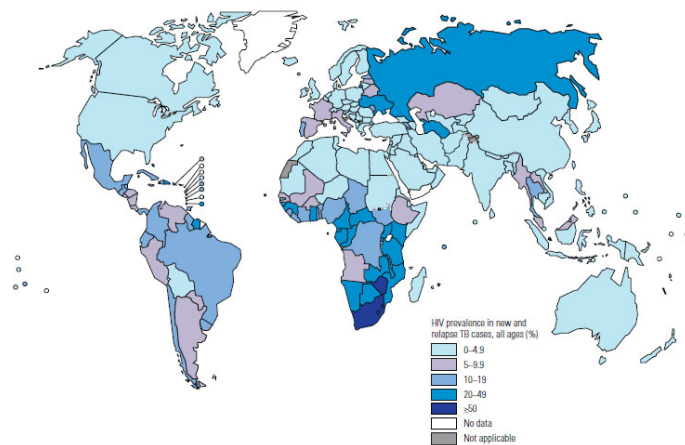 HIV prevalence in new and
relapse TB cases, all ages (%)
0–4.9
5–9.9
10–19
20–49
≥50
No data
Not applicable